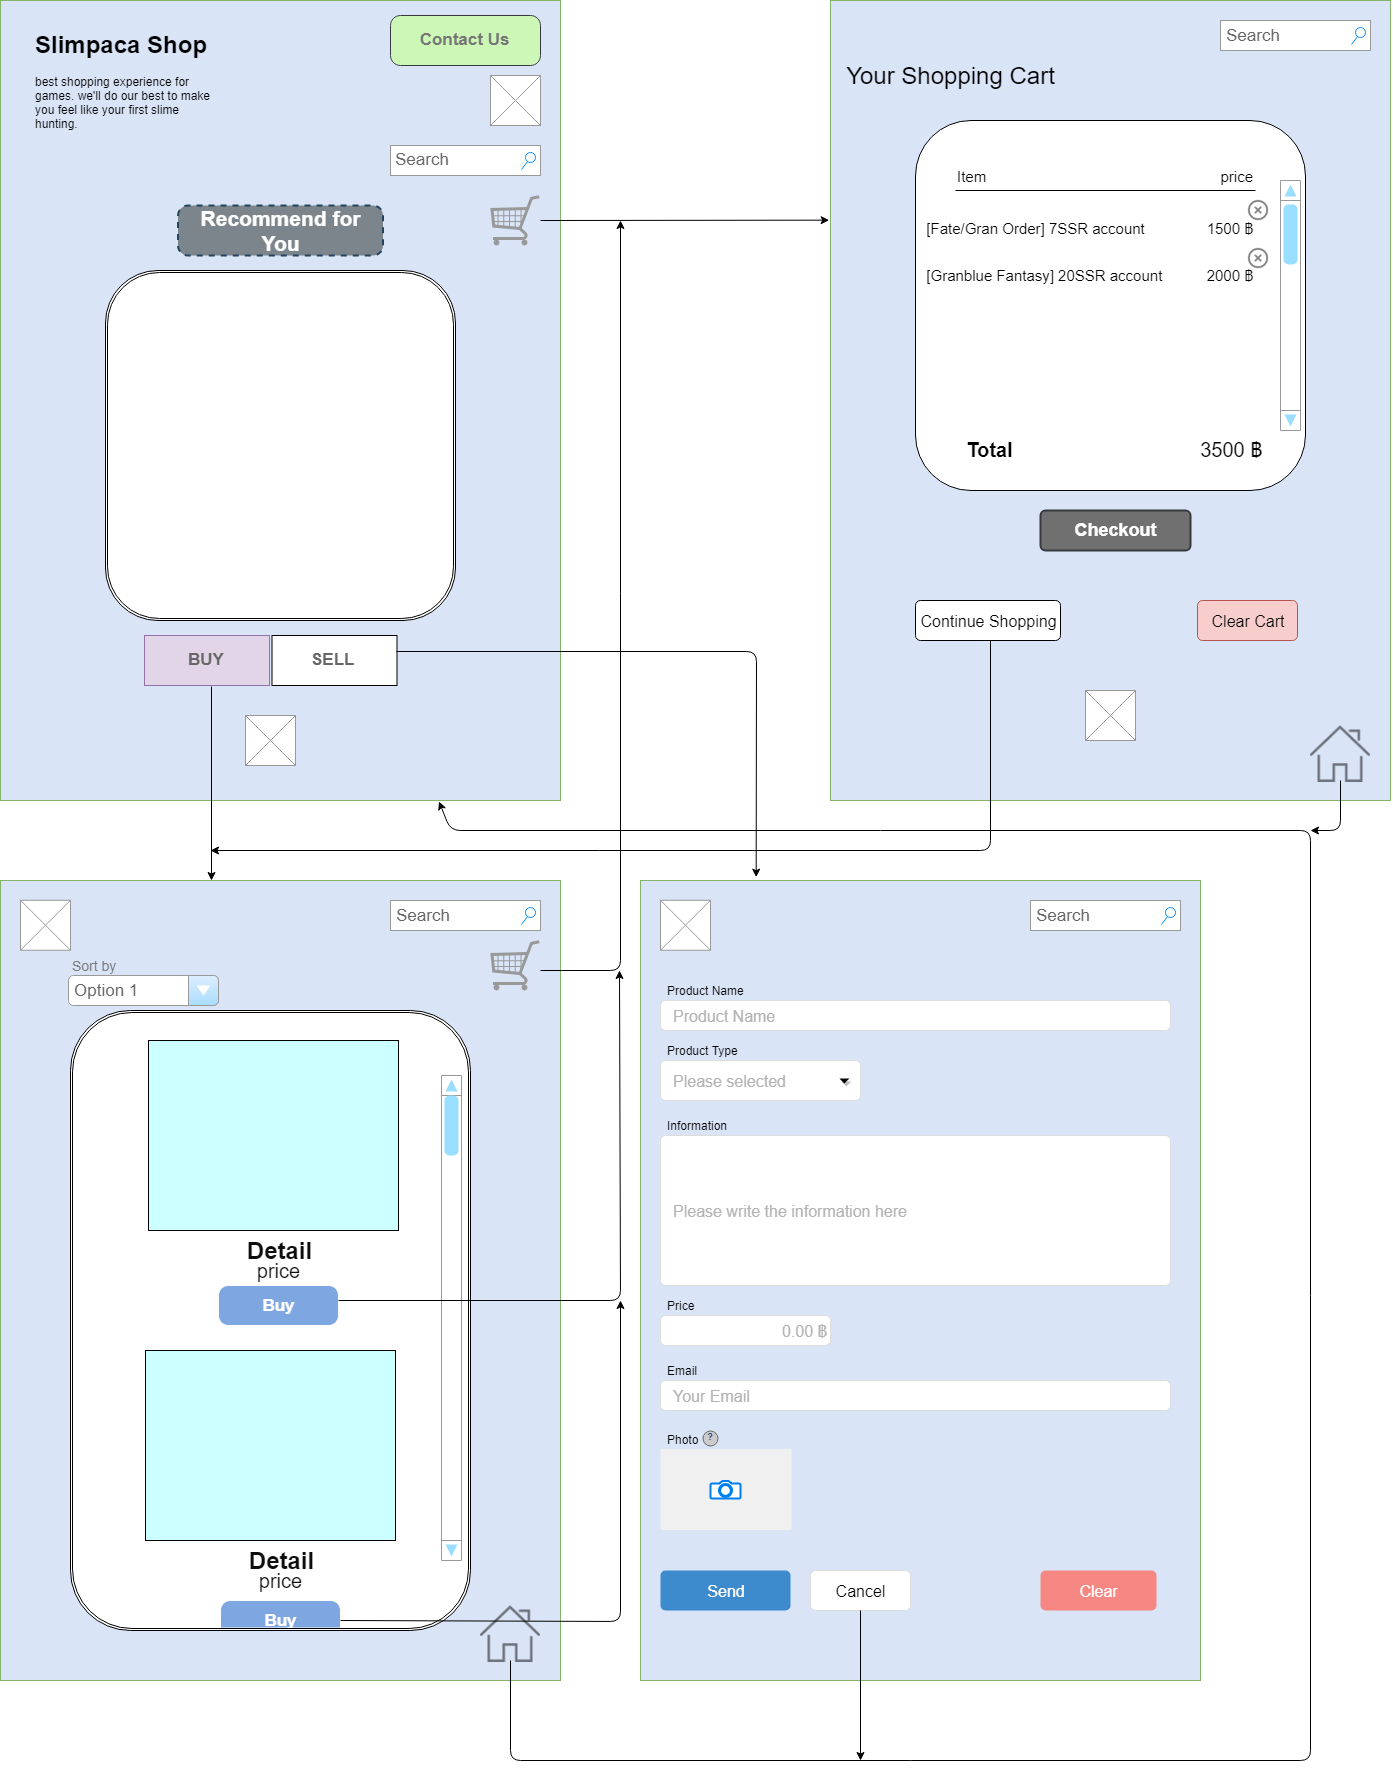 Slimpaca Shop
best shopping experience for
games. we'll do our best to make
you feel like your first slime
hunting.
Contact Us
Search
Recommend for
You
BUY
SELL
Search
Your Shopping Cart
Item price
[Fate/Gran Order] 7SSR account 1500 ฿
[Granblue Fantasy] 20SSR account 2000 ฿
Total 3500 ฿
Checkout
Continue Shopping
Clear Cart
Search
Sort by
Option 1
Detail
price
Buy
Detail
price
Buy
Search
Product Name
Product Name
Product Type
Please selected
Information
Please write the information here
Price
0.00 ฿
Email
Your Email
Photo ?
Send
Cancel
Clear